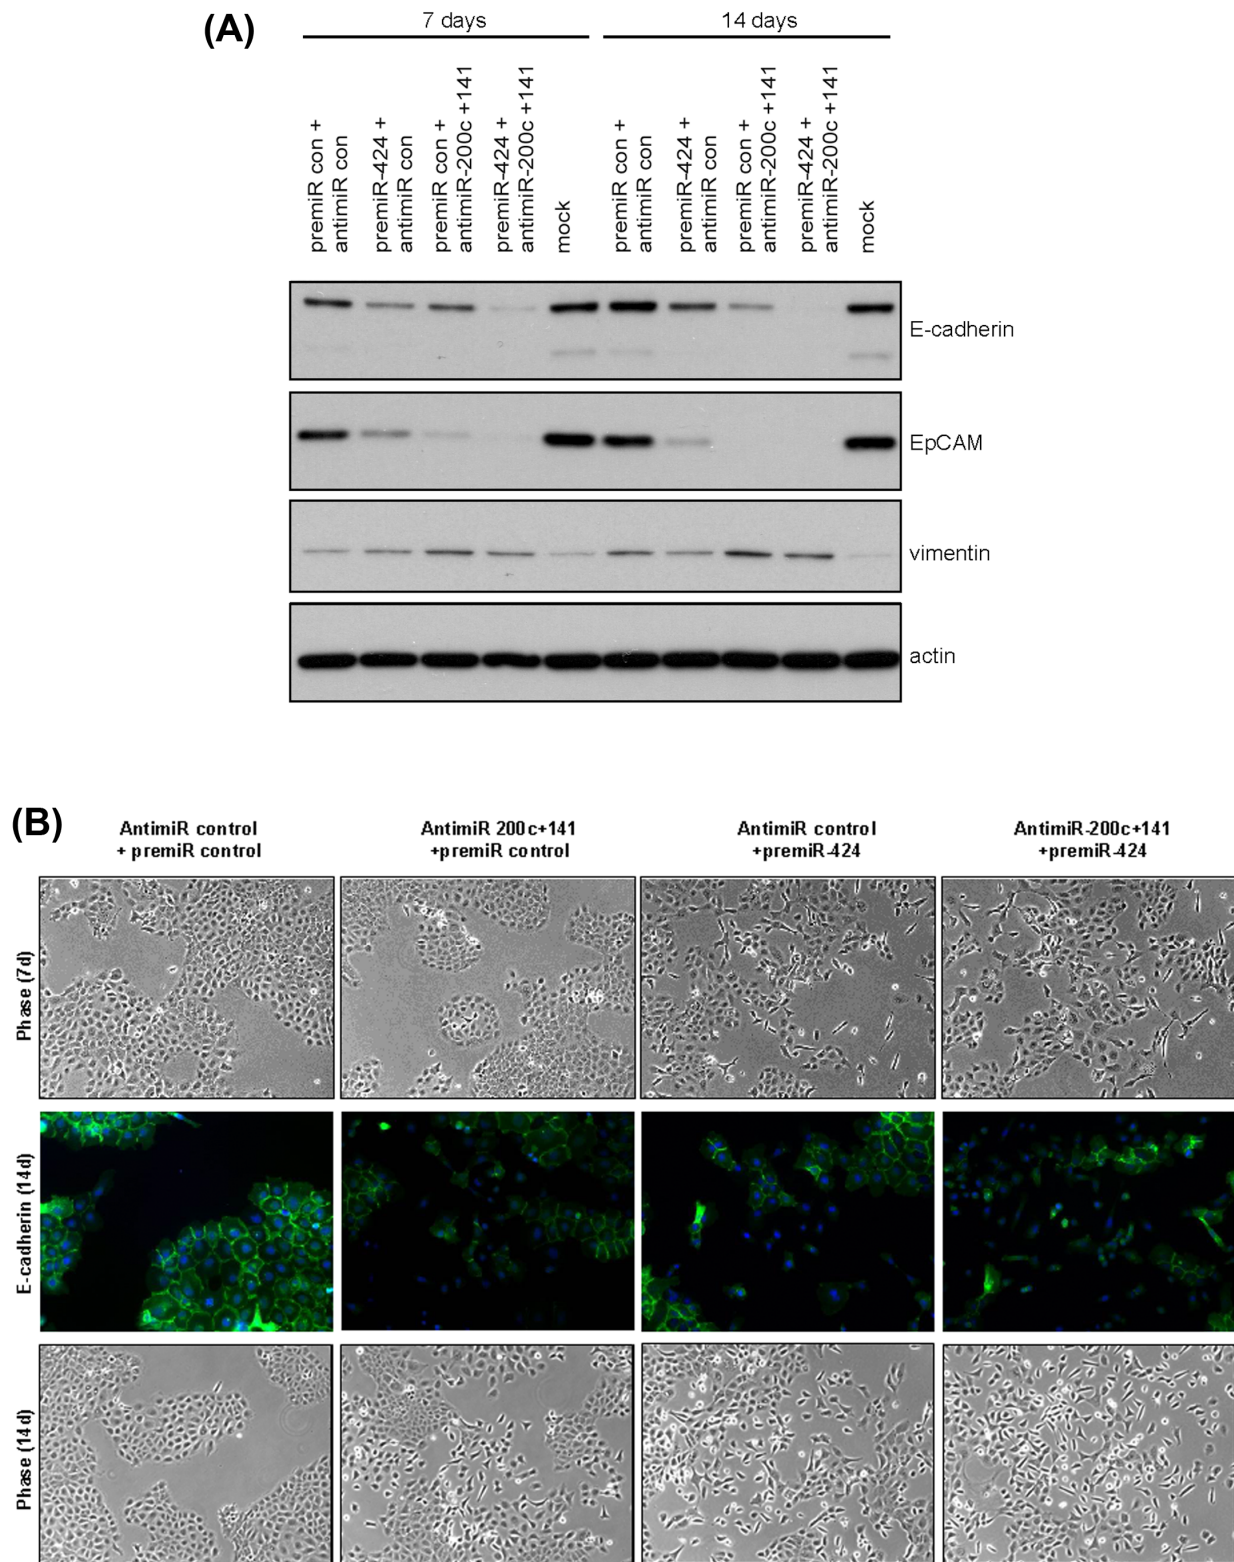 (A)
7 days
14 days
premiR con +
antimiR con
premiR-424 +
antimiR con
premiR con +
antimiR-200c +141
premiR-424 +
antimiR-200c +141
mock
premiR con +
antimiR con
premiR-424 +
antimiR con
premiR con +
antimiR-200c +141
premiR-424 +
antimiR-200c +141
mock
E-cadherin
EpCAM
vimentin
actin
(B)
AntimiR control
+ premiR control
AntimiR 200c+141
+premiR control
AntimiR control
+premiR-424
AntimiR-200c+141
+premiR-424
Phase (7d)
E-cadherin (14d)
Phase (14d)